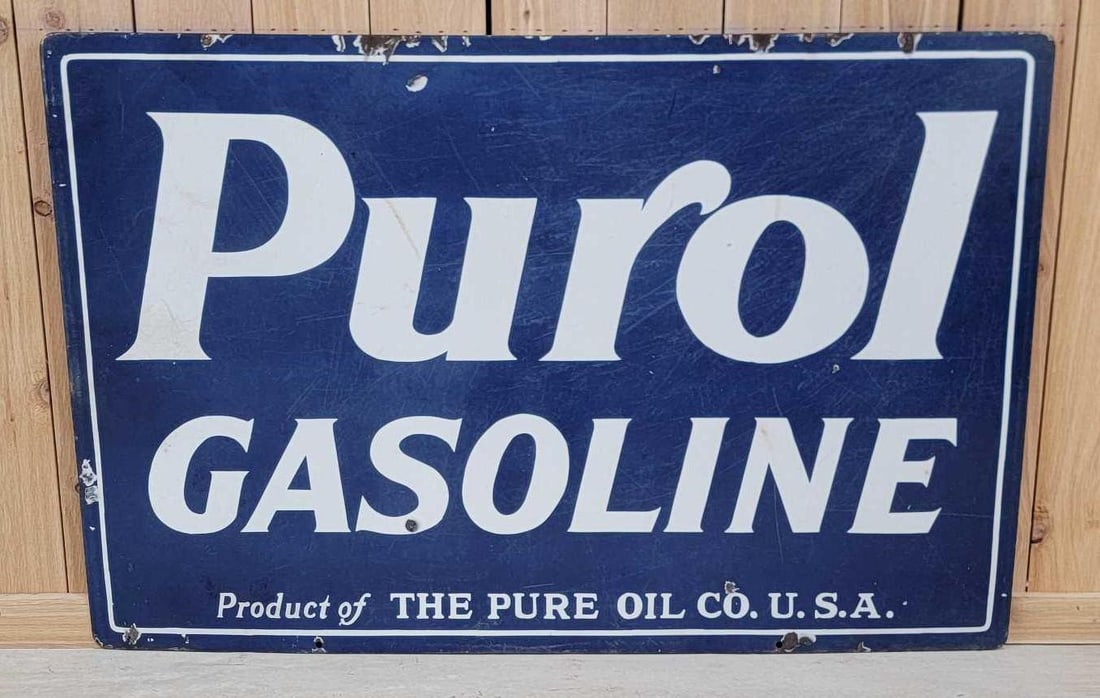 Purol
GASOLINE
Product of THE PURE OIL CO. U.S.A.